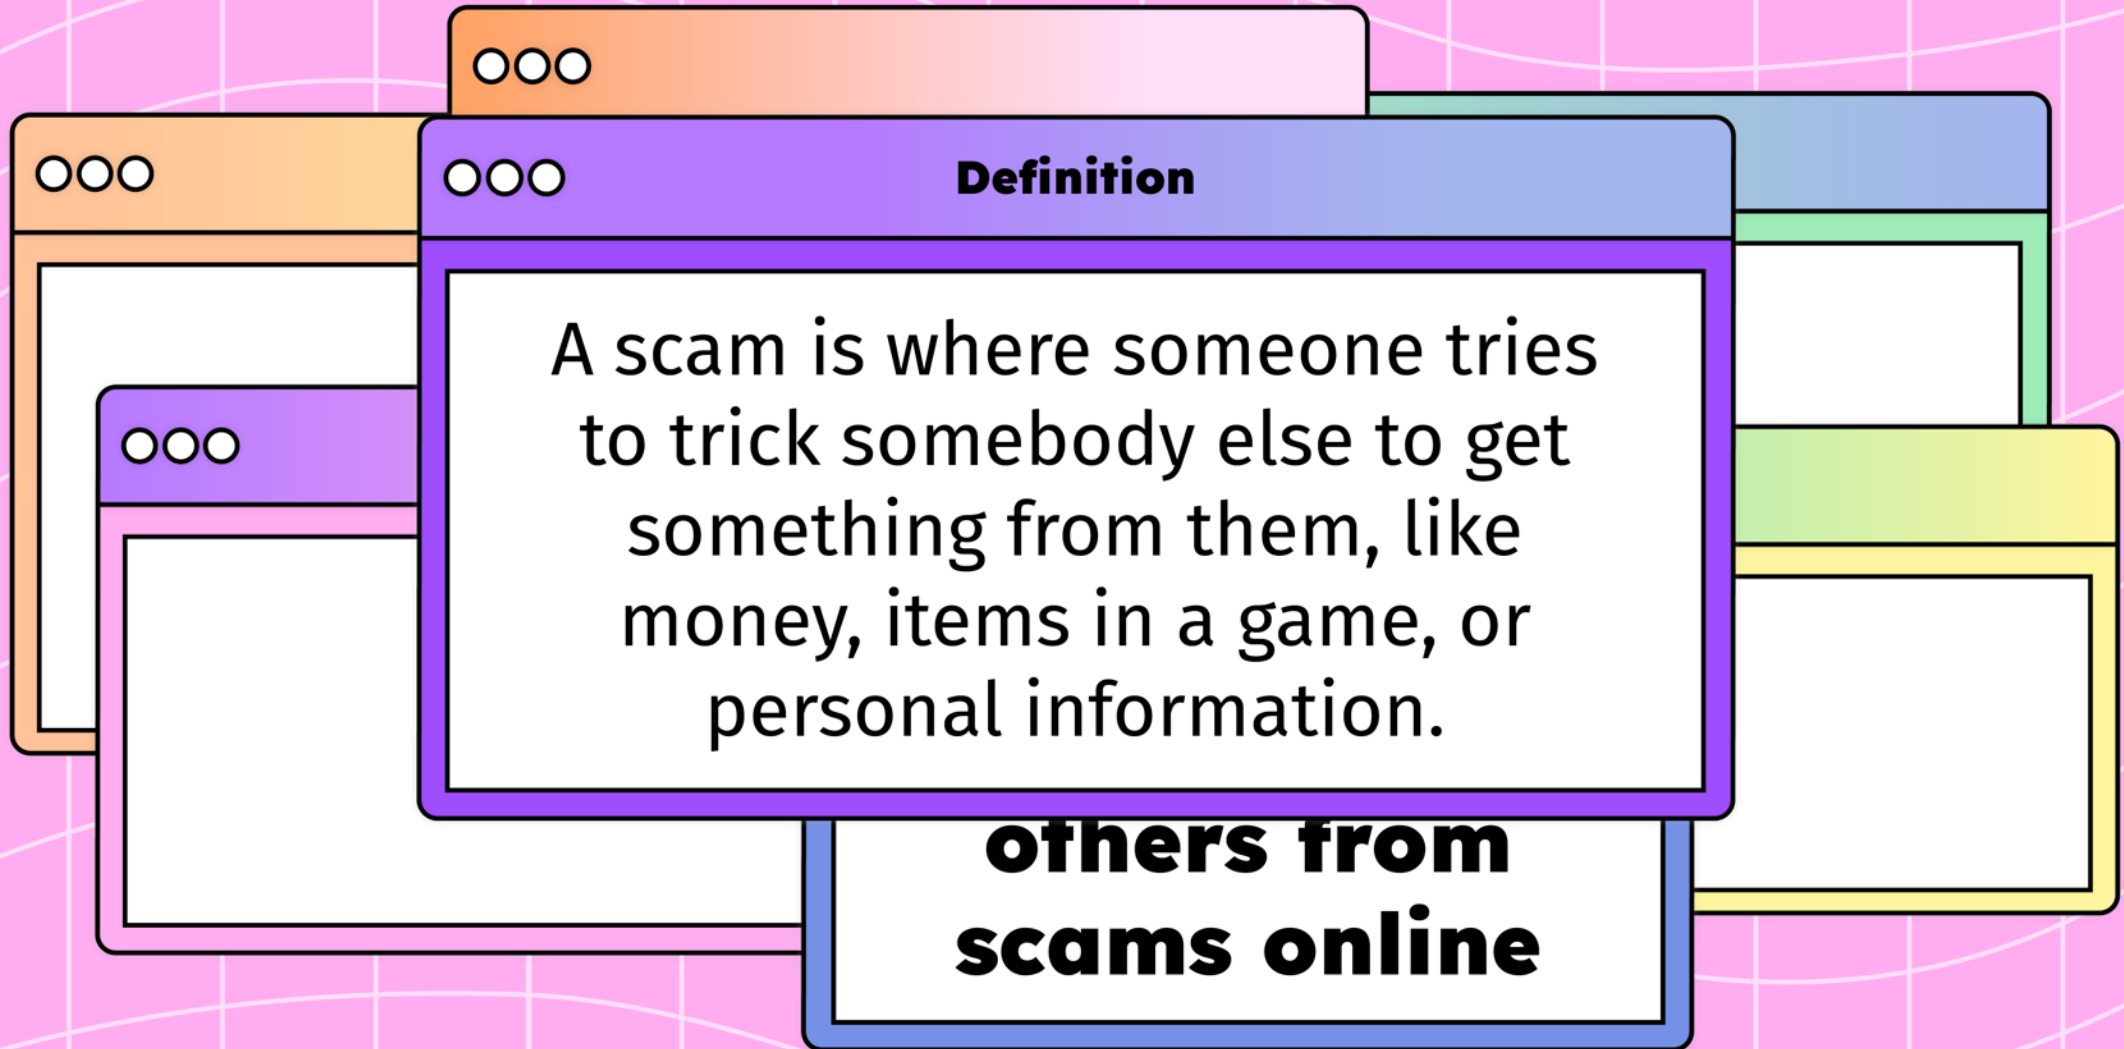 Definition
A scam is where someone tries
to trick somebody else to get
something from them, like
money, items in a game, or
personal information.
others from
scams online